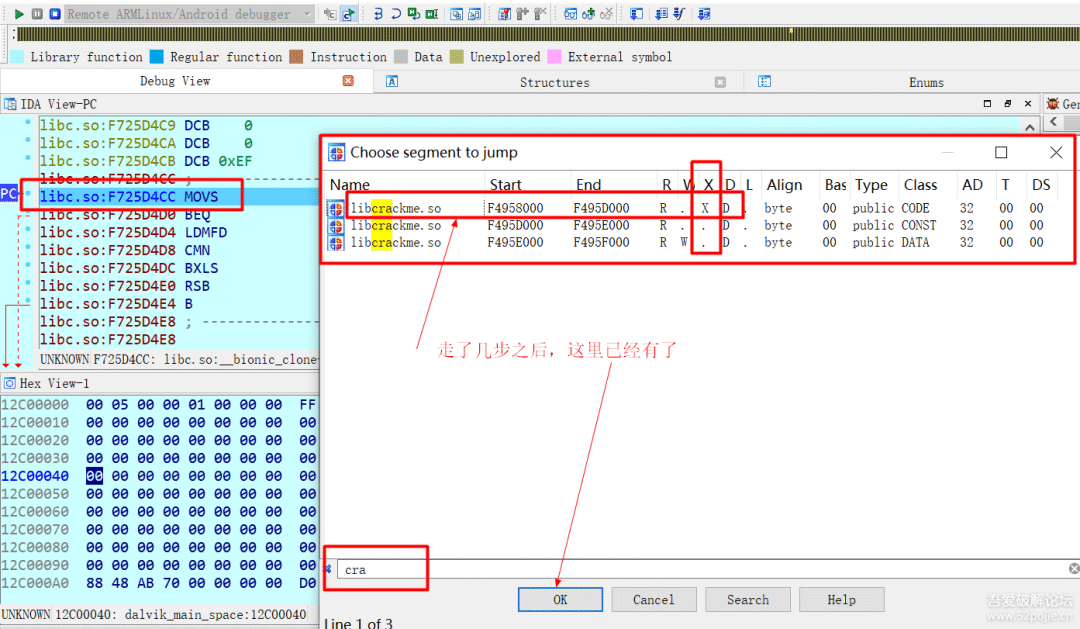 Remote ARMLinux/Android debugger
Library function Regular function Instruction Data Unexplored External symbol
Debug View Structures Enums
IDA View-PC Gen
libc.so:F725D4C9 DCB 0
libc.so:F725D4CA DCB 0
libc.so:F725D4CB DCB 0xEF
libc.so:F725D4CC ; ---------
PC libc.so:F725D4CC MOVS
libc.so:F725D4D0 BEQ
libc.so:F725D4D4 LDMFD
libc.so:F725D4D8 CMN
libc.so:F725D4DC BXLS
libc.so:F725D4E0 RSB
libc.so:F725D4E4 B
libc.so:F725D4E8 ; ---------------
libc.so:F725D4E8
UNKNOWN F725D4CC: libc.so:__bionic_clone
Choose segment to jump
Name Start End R W X D L Align Bas Type Class AD T DS
libcrackme.so F4958000 F495D000 R . X D . byte 00 public CODE 32 00 00
libcrackme.so F495D000 F495E000 R . . D . byte 00 public CONST 32 00 00
libcrackme.so F495E000 F495F000 R W . D . byte 00 public DATA 32 00 00
走了几步之后，这里已经有了
Hex View-1
12C00000 00 05 00 00 01 00 00 00 FF
12C00010 00 00 00 00 00 00 00 00 00
12C00020 00 00 00 00 00 00 00 00 00
12C00030 00 00 00 00 00 00 00 00 00
12C00040 00 00 00 00 00 00 00 00 00
12C00050 00 00 00 00 00 00 00 00 00
12C00060 00 00 00 00 00 00 00 00 00
12C00070 00 00 00 00 00 00 00 00 00
12C00080 00 00 00 00 00 00 00 00 00
12C00090 00 00 00 00 00 00 00 00 00
12C000A0 88 48 AB 70 00 00 00 00 D0
UNKNOWN 12C00040: dalvik_main_space:12C00040
cra
OK Cancel Search Help
Line 1 of 3
吾爱破解论坛
www.52pojie.cn